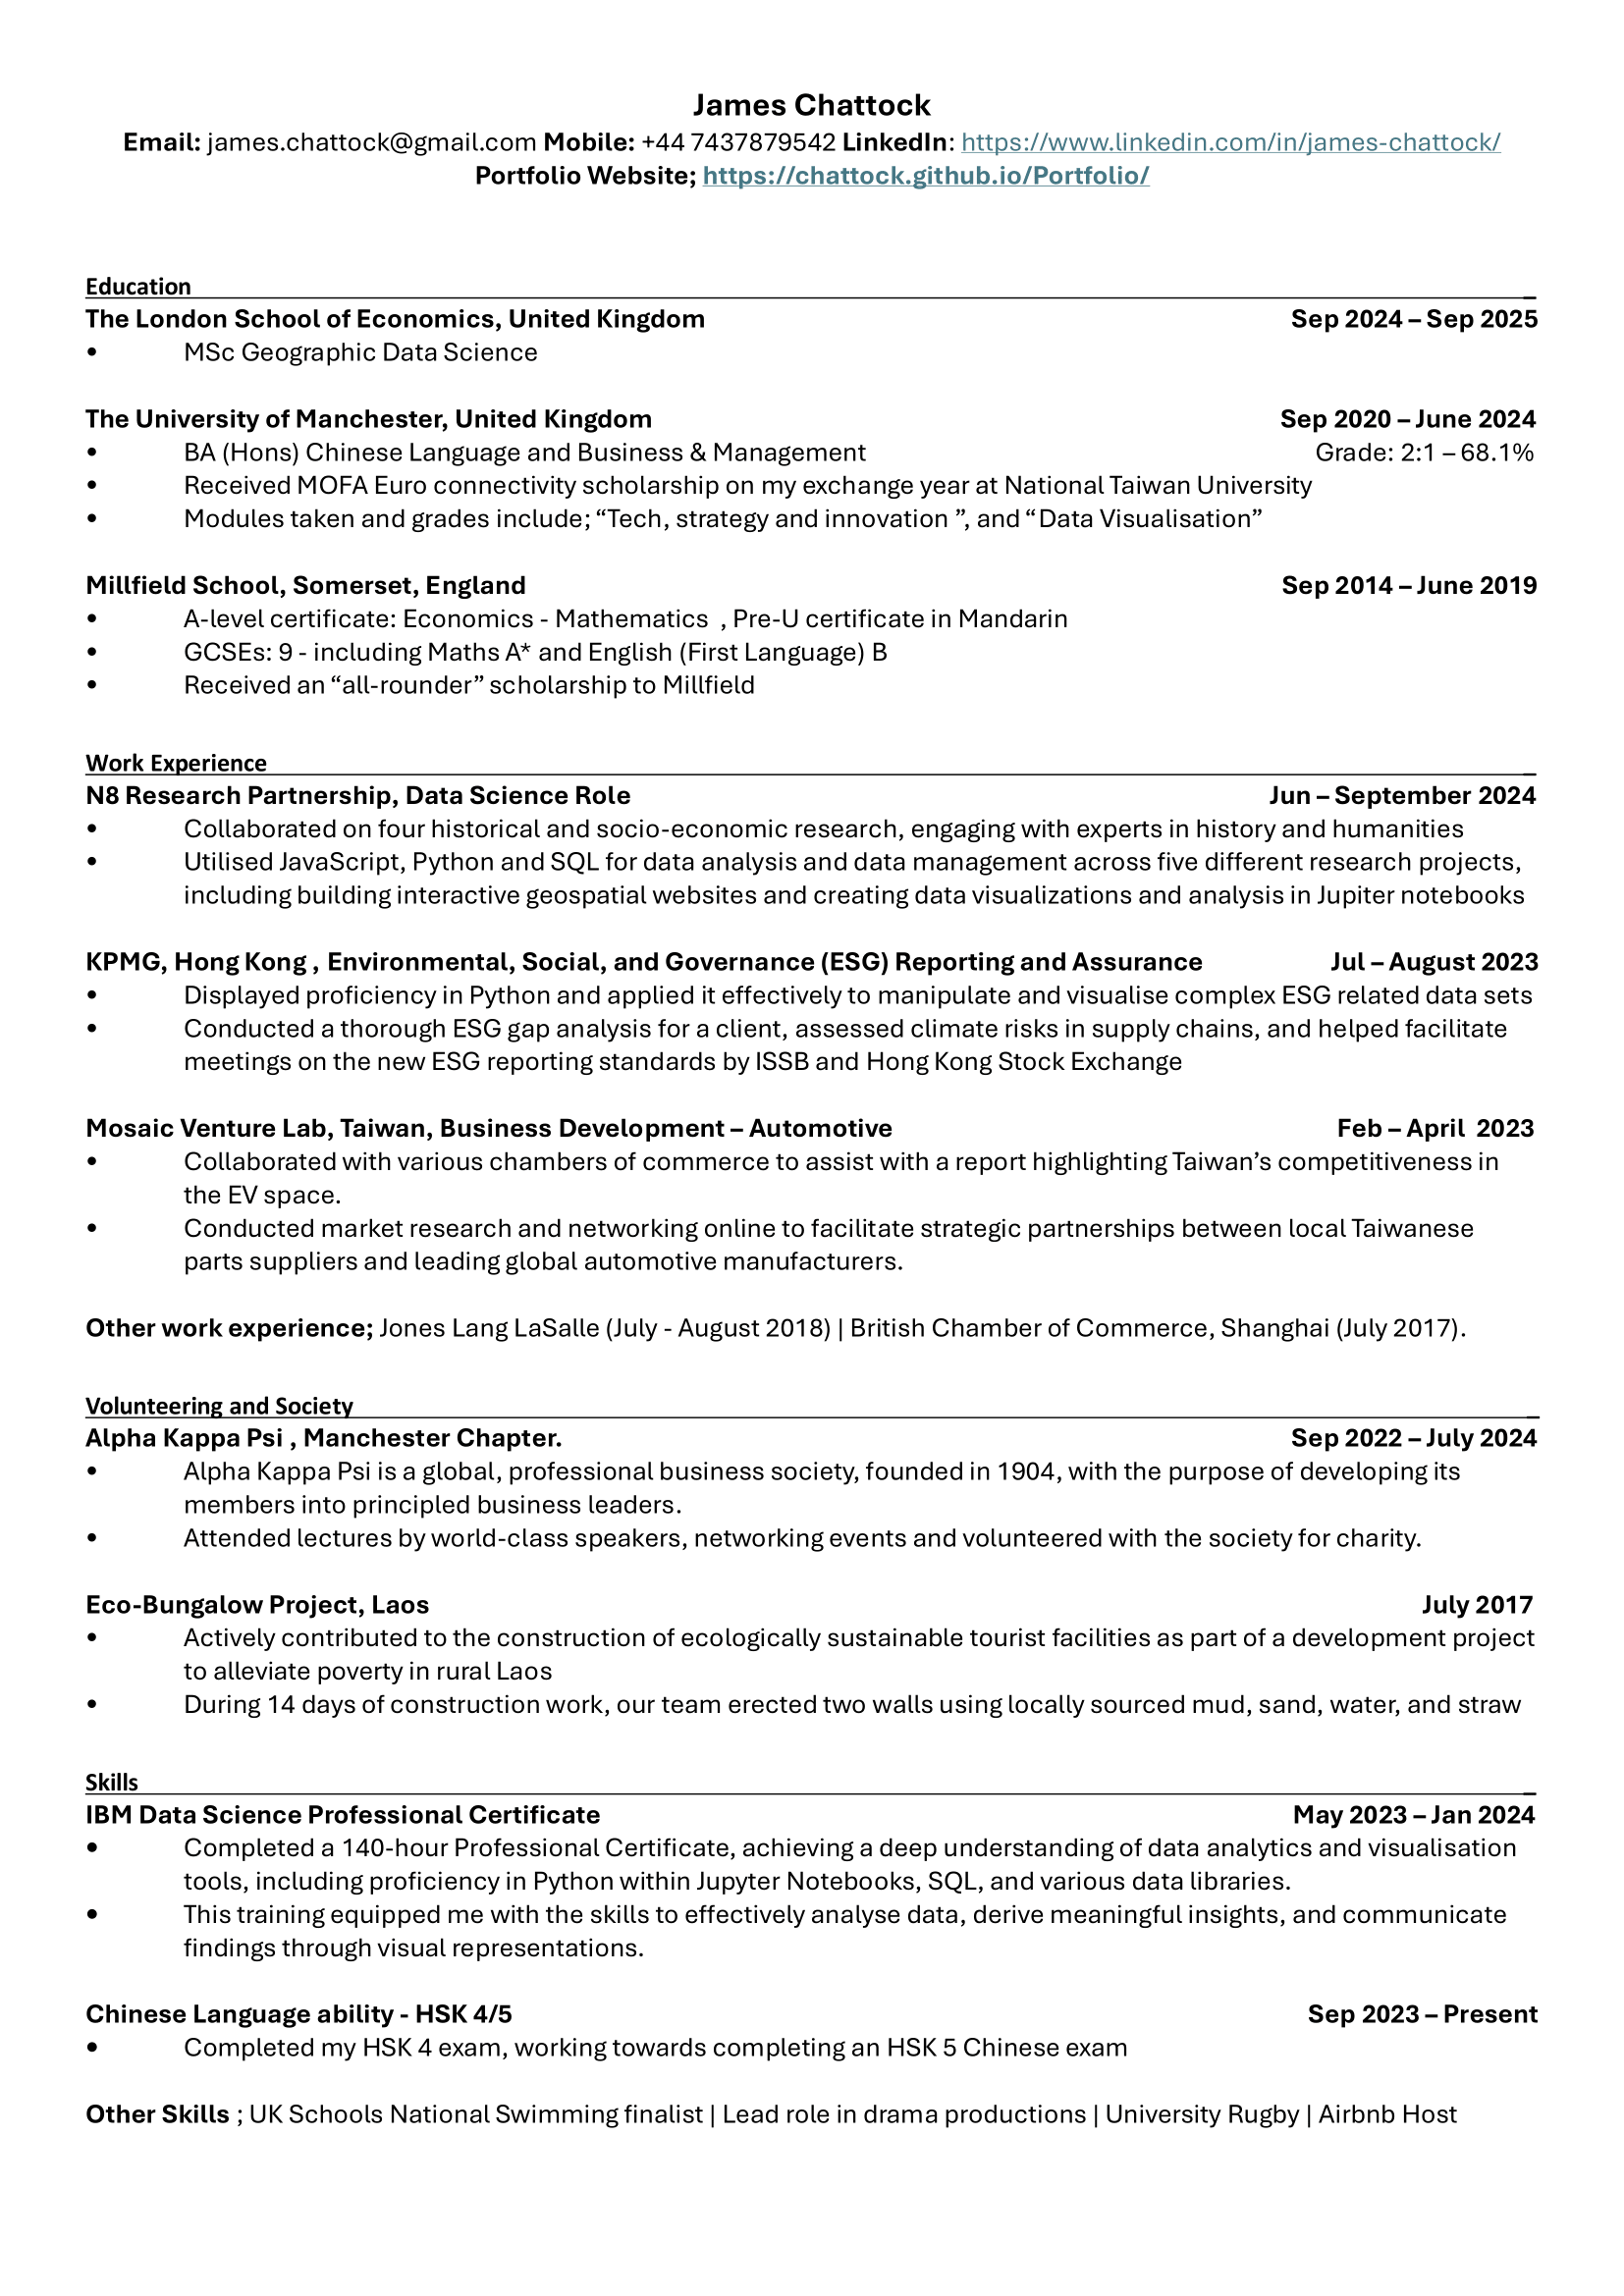 James Chattock
Email: james.chattock@gmail.com Mobile: +44 7437879542 LinkedIn: https://www.linkedin.com/in/james-chattock/
Portfolio Website; https://chattock.github.io/Portfolio/
Education
The London School of Economics, United Kingdom Sep 2024 – Sep 2025
• MSc Geographic Data Science
The University of Manchester, United Kingdom Sep 2020 – June 2024
• BA (Hons) Chinese Language and Business & Management Grade: 2:1 – 68.1%
• Received MOFA Euro connectivity scholarship on my exchange year at National Taiwan University
• Modules taken and grades include; “Tech, strategy and innovation ”, and “Data Visualisation”
Millfield School, Somerset, England Sep 2014 – June 2019
• A-level certificate: Economics - Mathematics , Pre-U certificate in Mandarin
• GCSEs: 9 - including Maths A* and English (First Language) B
• Received an “all-rounder” scholarship to Millfield
Work Experience
N8 Research Partnership, Data Science Role Jun – September 2024
• Collaborated on four historical and socio-economic research, engaging with experts in history and humanities
• Utilised JavaScript, Python and SQL for data analysis and data management across five different research projects,
including building interactive geospatial websites and creating data visualizations and analysis in Jupiter notebooks
KPMG, Hong Kong , Environmental, Social, and Governance (ESG) Reporting and Assurance Jul – August 2023
• Displayed proficiency in Python and applied it effectively to manipulate and visualise complex ESG related data sets
• Conducted a thorough ESG gap analysis for a client, assessed climate risks in supply chains, and helped facilitate
meetings on the new ESG reporting standards by ISSB and Hong Kong Stock Exchange
Mosaic Venture Lab, Taiwan, Business Development – Automotive Feb – April 2023
• Collaborated with various chambers of commerce to assist with a report highlighting Taiwan’s competitiveness in
the EV space.
• Conducted market research and networking online to facilitate strategic partnerships between local Taiwanese
parts suppliers and leading global automotive manufacturers.
Other work experience; Jones Lang LaSalle (July - August 2018) | British Chamber of Commerce, Shanghai (July 2017).
Volunteering and Society
Alpha Kappa Psi , Manchester Chapter. Sep 2022 – July 2024
• Alpha Kappa Psi is a global, professional business society, founded in 1904, with the purpose of developing its
members into principled business leaders.
• Attended lectures by world-class speakers, networking events and volunteered with the society for charity.
Eco-Bungalow Project, Laos July 2017
• Actively contributed to the construction of ecologically sustainable tourist facilities as part of a development project
to alleviate poverty in rural Laos
• During 14 days of construction work, our team erected two walls using locally sourced mud, sand, water, and straw
Skills
IBM Data Science Professional Certificate May 2023 – Jan 2024
• Completed a 140-hour Professional Certificate, achieving a deep understanding of data analytics and visualisation
tools, including proficiency in Python within Jupyter Notebooks, SQL, and various data libraries.
• This training equipped me with the skills to effectively analyse data, derive meaningful insights, and communicate
findings through visual representations.
Chinese Language ability - HSK 4/5 Sep 2023 – Present
• Completed my HSK 4 exam, working towards completing an HSK 5 Chinese exam
Other Skills ; UK Schools National Swimming finalist | Lead role in drama productions | University Rugby | Airbnb Host